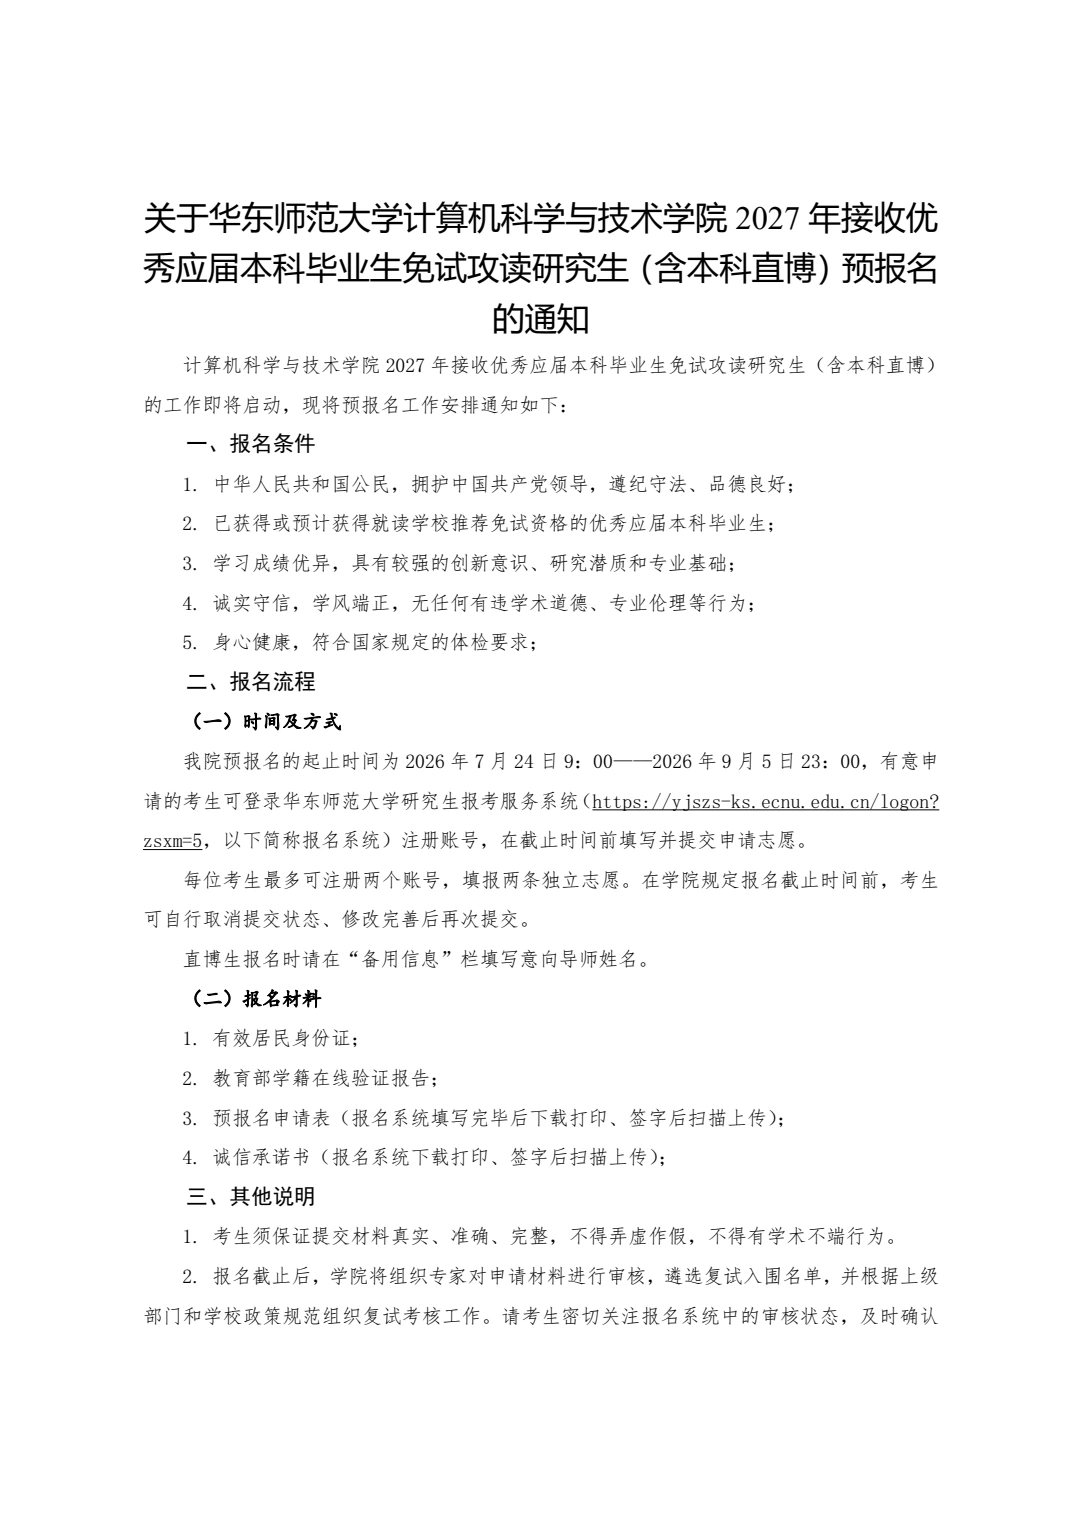 关于华东师范大学计算机科学与技术学院 2027 年接收优
秀应届本科毕业生免试攻读研究生（含本科直博）预报名
的通知
计算机科学与技术学院 2027 年接收优秀应届本科毕业生免试攻读研究生（含本科直博）
的工作即将启动，现将预报名工作安排通知如下：
一、报名条件
1. 中华人民共和国公民，拥护中国共产党领导，遵纪守法、品德良好；
2. 已获得或预计获得就读学校推荐免试资格的优秀应届本科毕业生；
3. 学习成绩优异，具有较强的创新意识、研究潜质和专业基础；
4. 诚实守信，学风端正，无任何有违学术道德、专业伦理等行为；
5. 身心健康，符合国家规定的体检要求；
二、报名流程
（一）时间及方式
我院预报名的起止时间为 2026 年 7 月 24 日 9：00——2026 年 9 月 5 日 23：00，有意申
请的考生可登录华东师范大学研究生报考服务系统（https://yjszs-ks.ecnu.edu.cn/logon?
zsxm=5，以下简称报名系统）注册账号，在截止时间前填写并提交申请志愿。
每位考生最多可注册两个账号，填报两条独立志愿。在学院规定报名截止时间前，考生
可自行取消提交状态、修改完善后再次提交。
直博生报名时请在“备用信息”栏填写意向导师姓名。
（二）报名材料
1. 有效居民身份证；
2. 教育部学籍在线验证报告；
3. 预报名申请表（报名系统填写完毕后下载打印、签字后扫描上传）；
4. 诚信承诺书（报名系统下载打印、签字后扫描上传）；
三、其他说明
1. 考生须保证提交材料真实、准确、完整，不得弄虚作假，不得有学术不端行为。
2. 报名截止后，学院将组织专家对申请材料进行审核，遴选复试入围名单，并根据上级
部门和学校政策规范组织复试考核工作。请考生密切关注报名系统中的审核状态，及时确认